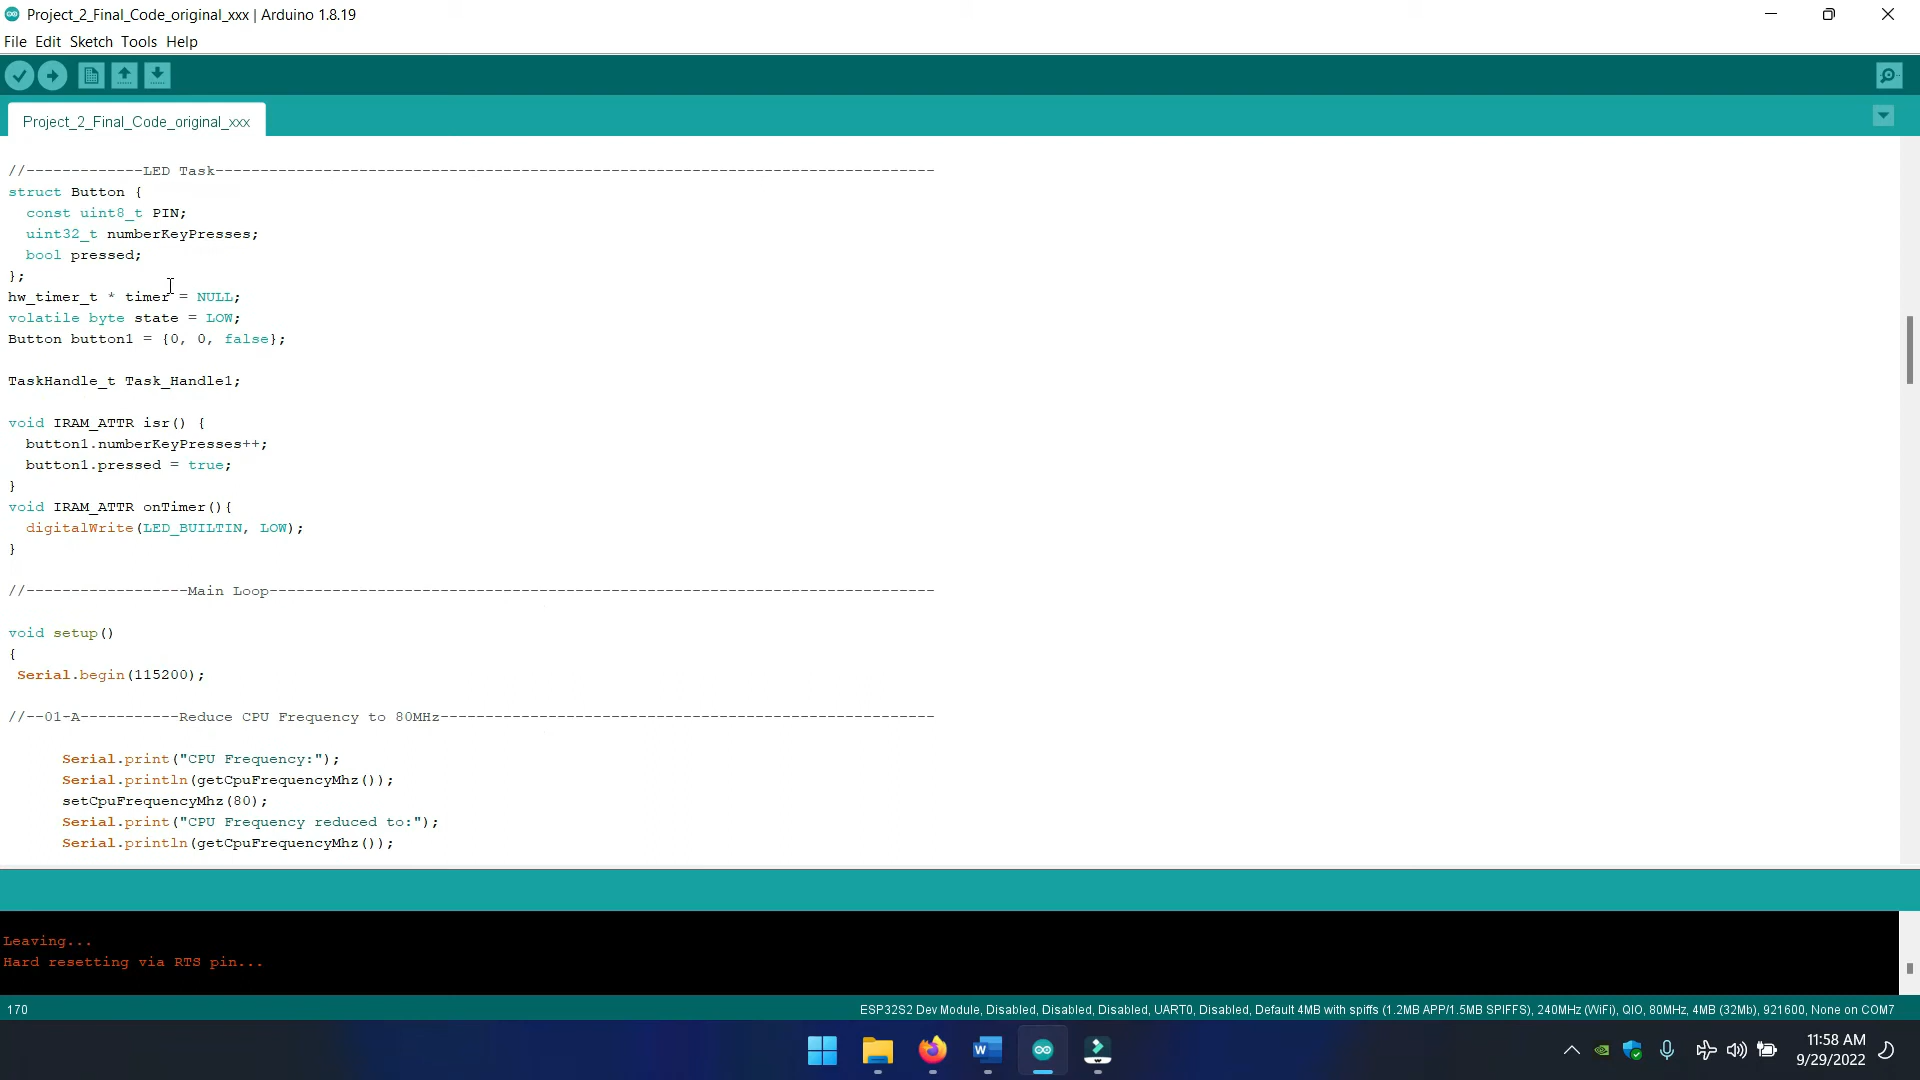 Project_2_Final_Code_original_xxx | Arduino 1.8.19
File Edit Sketch Tools Help
Project_2_Final_Code_original_xxx
//-------------LED Task--------------------------------------------------------------------------------
struct Button {
  const uint8_t PIN;
  uint32_t numberKeyPresses;
  bool pressed;
};
hw_timer_t * timer = NULL;
volatile byte state = LOW;
Button button1 = {0, 0, false};
TaskHandle_t Task_Handle1;
void IRAM_ATTR isr() {
  button1.numberKeyPresses++;
  button1.pressed = true;
}
void IRAM_ATTR onTimer(){
  digitalWrite(LED_BUILTIN, LOW);
}
//------------------Main Loop--------------------------------------------------------------------------
void setup()
{
 Serial.begin(115200);
//--01-A-----------Reduce CPU Frequency to 80MHz-------------------------------------------------------
      Serial.print("CPU Frequency:");
      Serial.println(getCpuFrequencyMhz());
      setCpuFrequencyMhz(80);
      Serial.print("CPU Frequency reduced to:");
      Serial.println(getCpuFrequencyMhz());
Leaving...
Hard resetting via RTS pin...
170
ESP32S2 Dev Module, Disabled, Disabled, Disabled, UART0, Disabled, Default 4MB with spiffs (1.2MB APP/1.5MB SPIFFS), 240MHz (WiFi), QIO, 80MHz, 4MB (32Mb), 921600, None on COM7
11:58 AM
9/29/2022